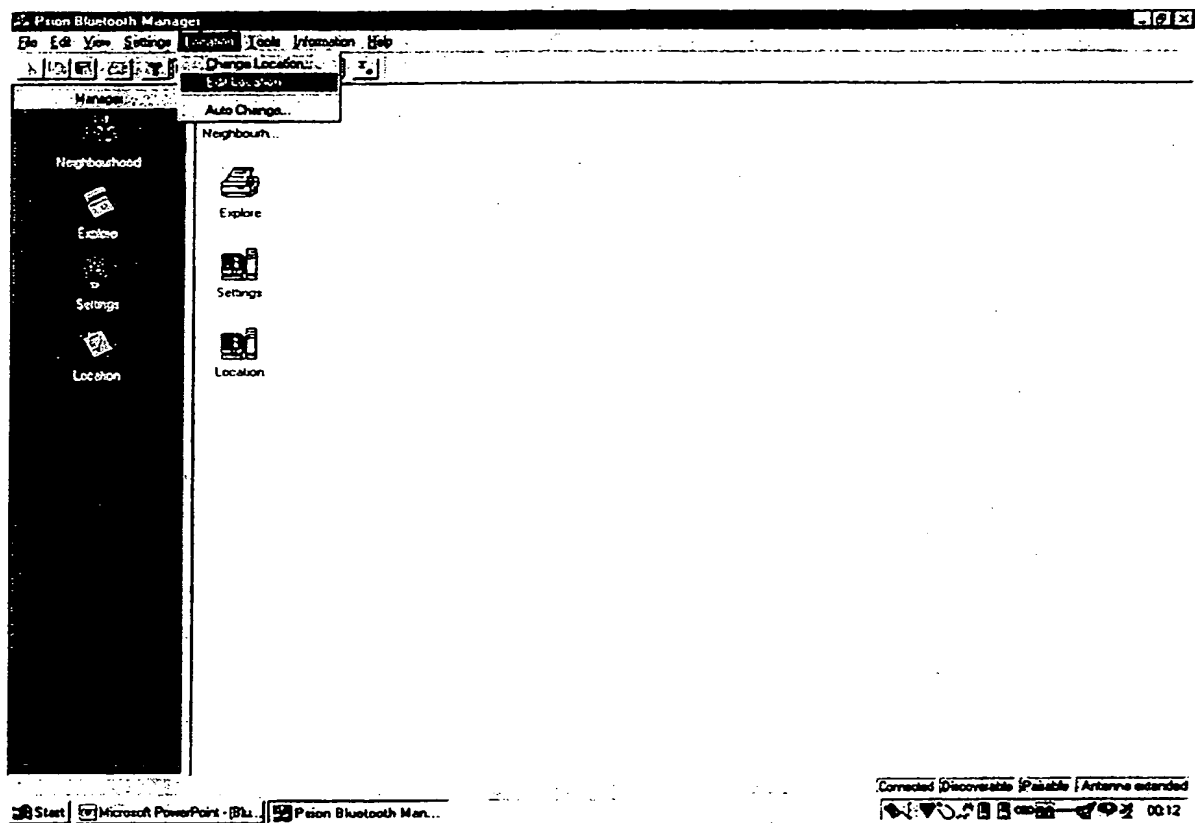 Psion Bluetooth Manager
File Edit View Settings Location Tools Information Help
Change Location...
Edit Location
Auto Change...
Manager
Neighbourhood
Explore
Settings
Location
Neighbourh...
Explore
Settings
Location
Connected Discoverable Pairable Antenna extended
Start Microsoft PowerPoint - [Blu... Psion Bluetooth Man... 00:12